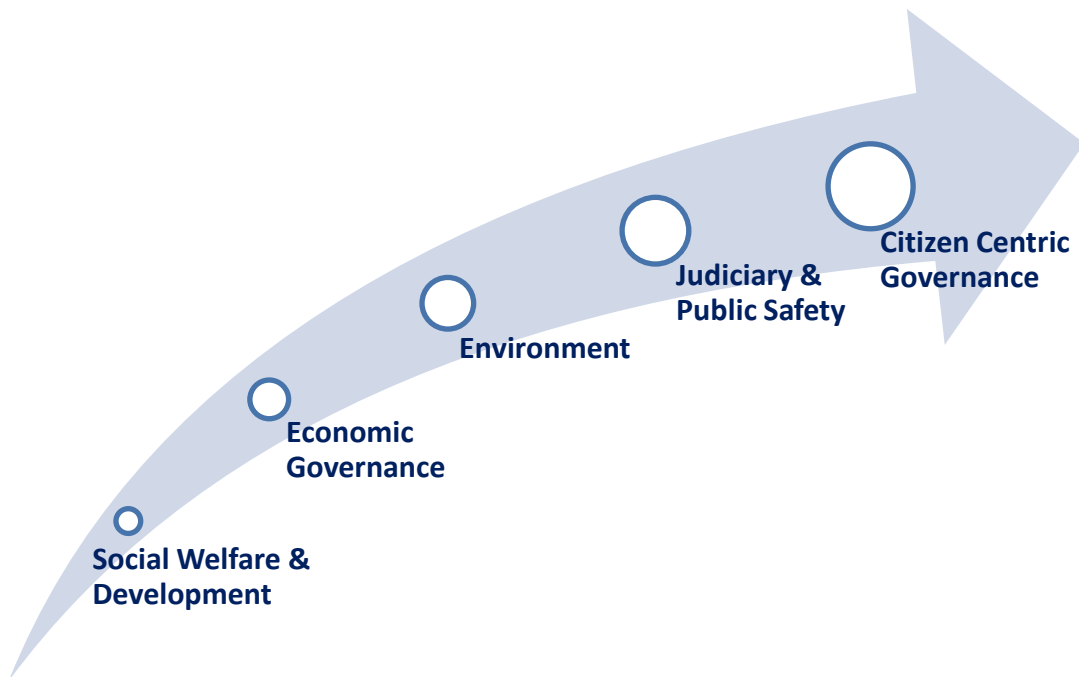 Citizen Centric
Governance
Judiciary &
Public Safety
Environment
Economic
Governance
Social Welfare &
Development